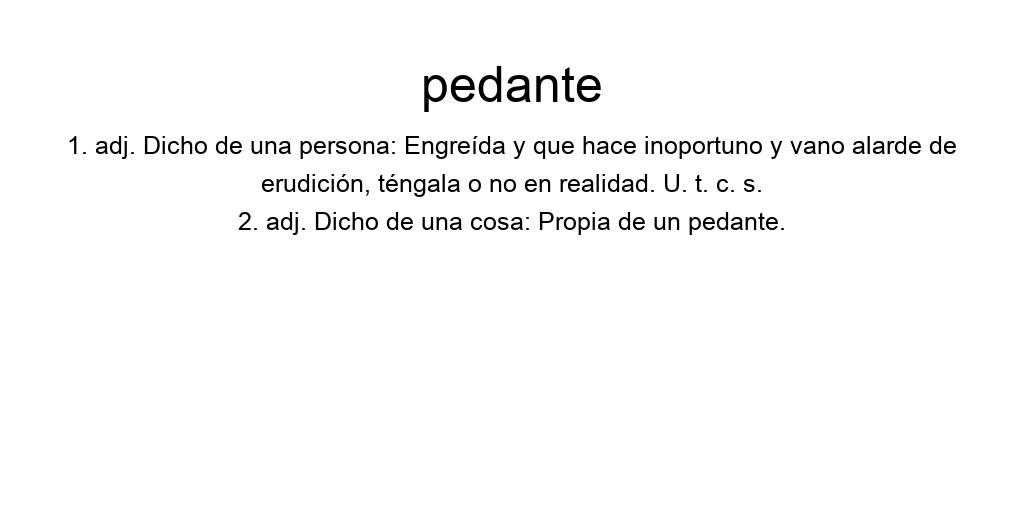 pedante
1. adj. Dicho de una persona: Engreída y que hace inoportuno y vano alarde de
erudición, téngala o no en realidad. U. t. c. s.
2. adj. Dicho de una cosa: Propia de un pedante.